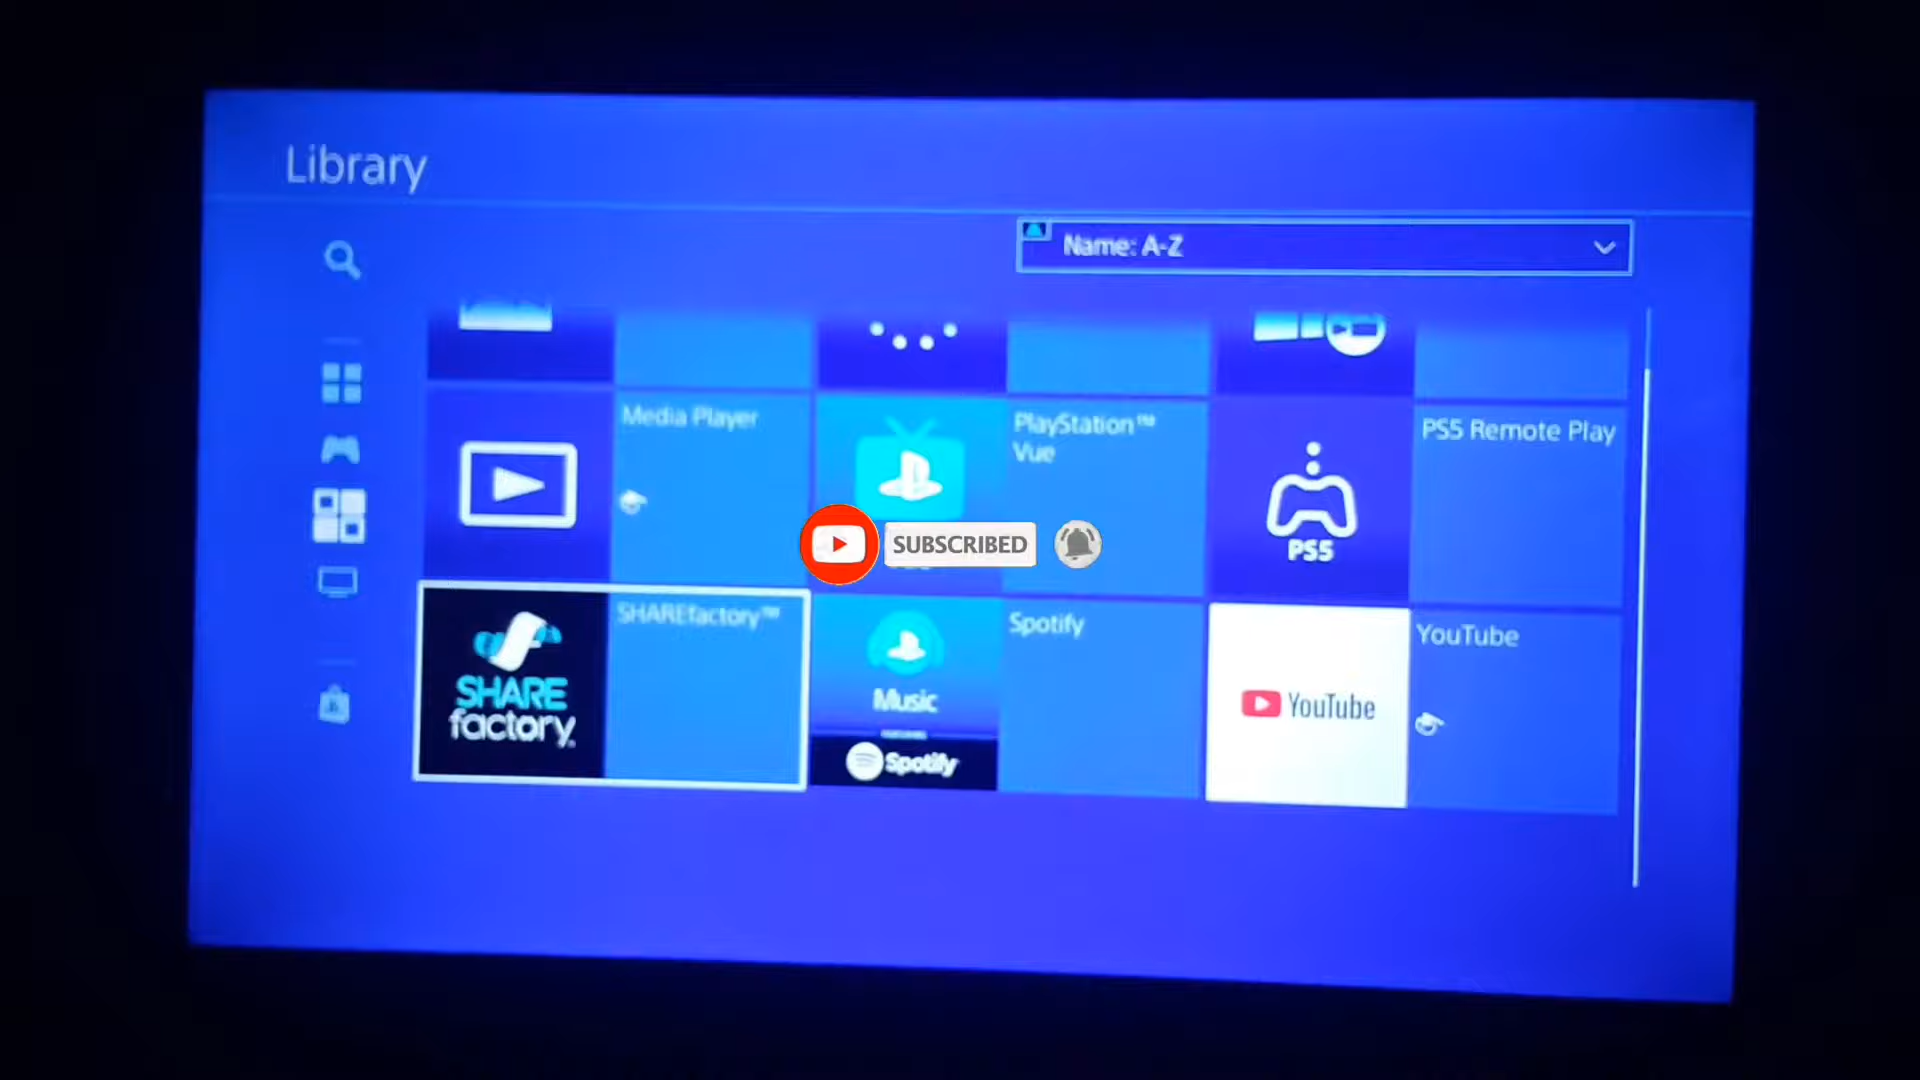 Library
Name: A-Z
Media Player
PlayStation™
Vue
PS5 Remote Play
PS5
SUBSCRIBED
SHAREfactory™
SHARE
factory
Spotify
Music
Spotify
YouTube
YouTube